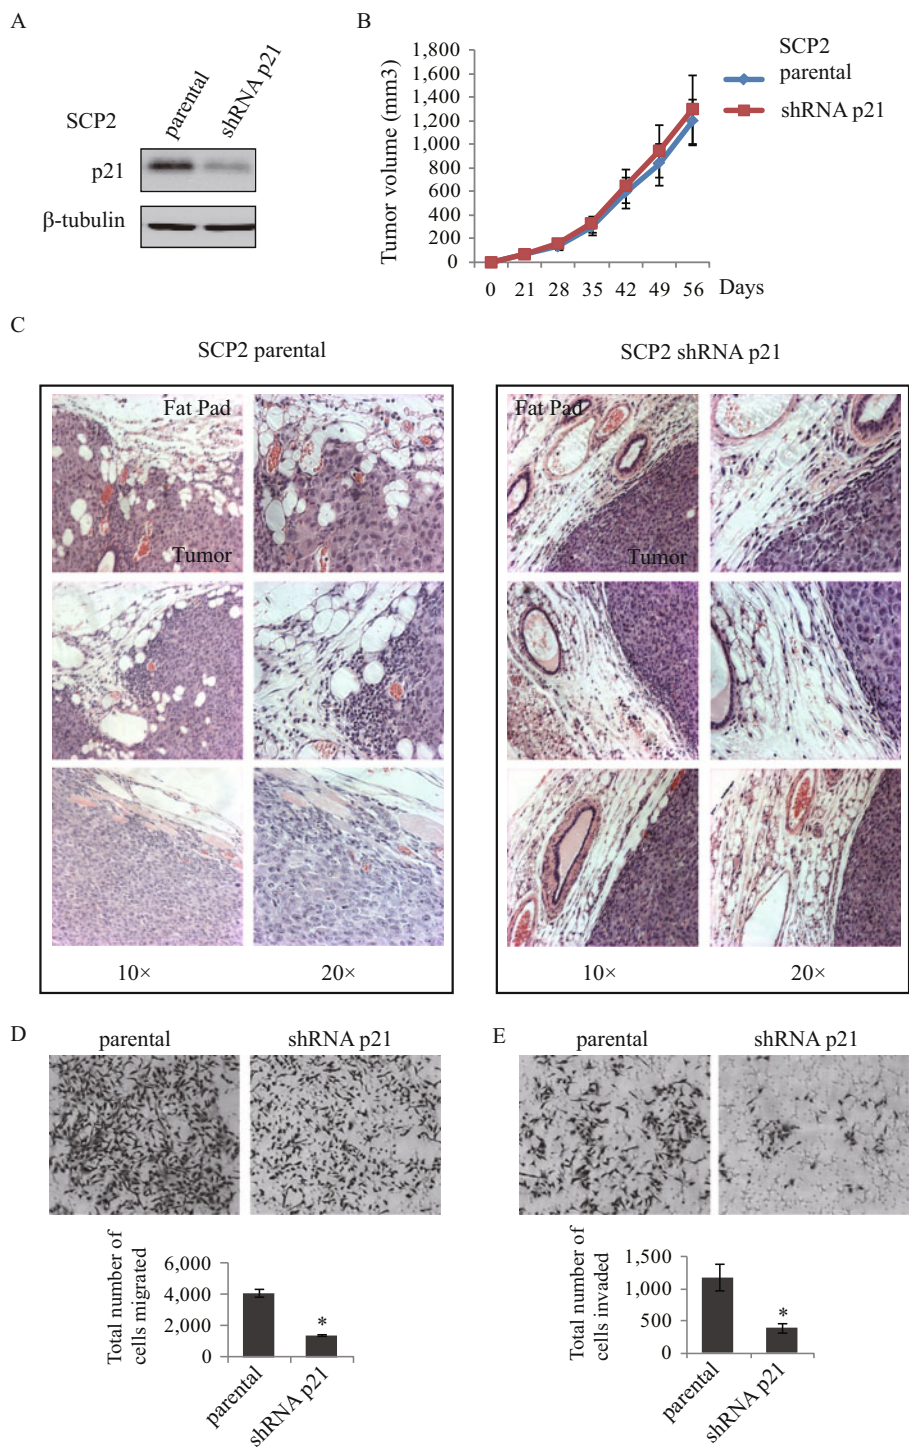 A
parental
shRNA p21
SCP2
p21
β-tubulin
B
Tumor volume (mm3)
1,800
1,600
1,400
1,200
1,000
800
600
400
200
0
0 21 28 35 42 49 56 Days
SCP2
parental
shRNA p21
C
SCP2 parental
SCP2 shRNA p21
Fat Pad
Tumor
Fat Pad
Tumor
10× 20×
10× 20×
D
parental shRNA p21
Total number of
cells migrated
6,000
4,000
2,000
0
*
parental
shRNA p21
E
parental shRNA p21
Total number of
cells invaded
1,500
1,000
500
0
*
parental
shRNA p21